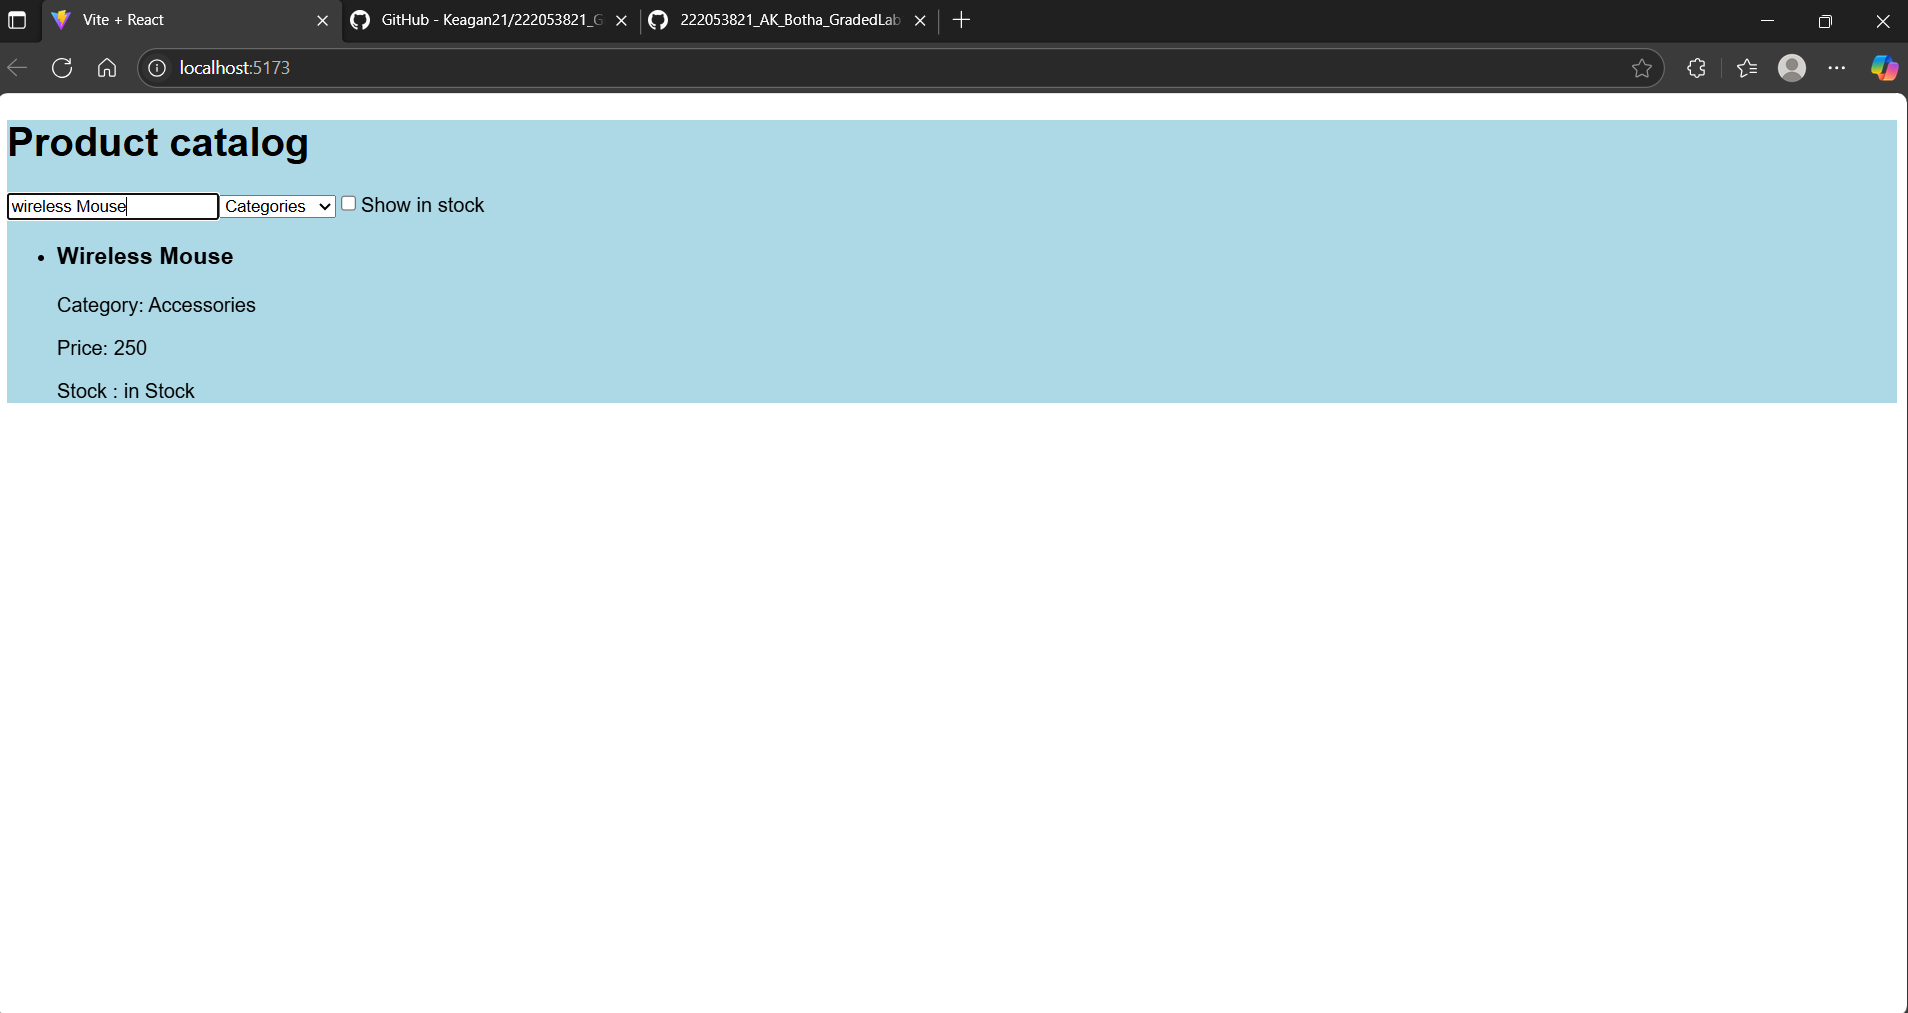 Vite + React
GitHub - Keagan21/222053821_G
222053821_AK_Botha_GradedLab
localhost:5173
Product catalog
wireless Mouse
Categories
Show in stock
Wireless Mouse
Category: Accessories
Price: 250
Stock : in Stock